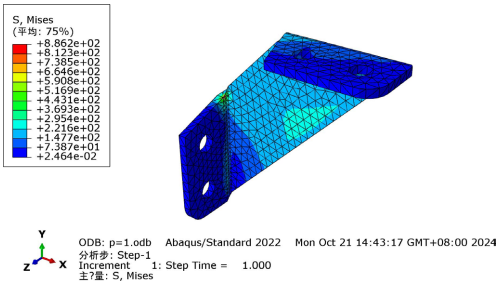 S, Mises
(平均: 75%)
+8.862e+02
+8.123e+02
+7.385e+02
+6.646e+02
+5.908e+02
+5.169e+02
+4.431e+02
+3.693e+02
+2.954e+02
+2.216e+02
+1.477e+02
+7.387e+01
+2.464e-02
Y
Z X
ODB: p=1.odb Abaqus/Standard 2022 Mon Oct 21 14:43:17 GMT+08:00 2024
分析步: Step-1
Increment 1: Step Time = 1.000
主?量: S, Mises